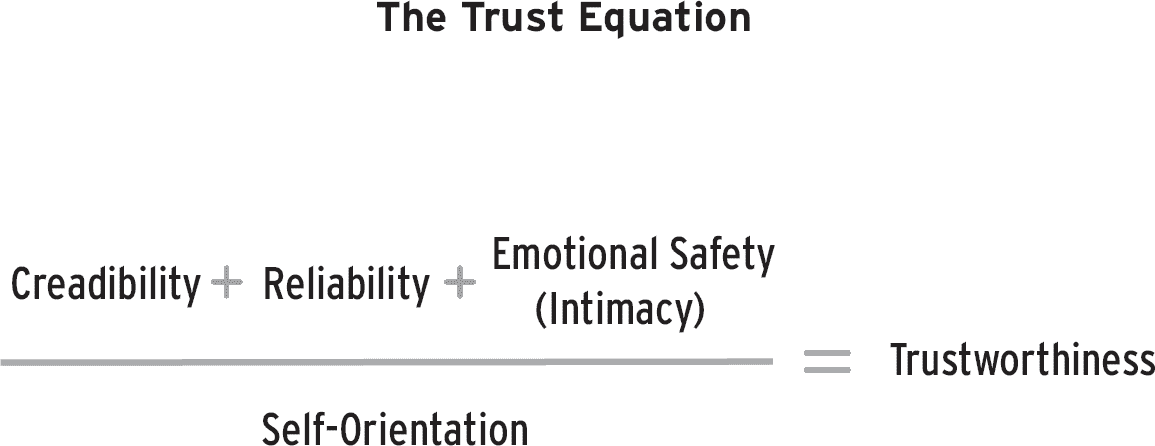 The Trust Equation
Creadibility + Reliability + Emotional Safety
(Intimacy)
= Trustworthiness
Self-Orientation